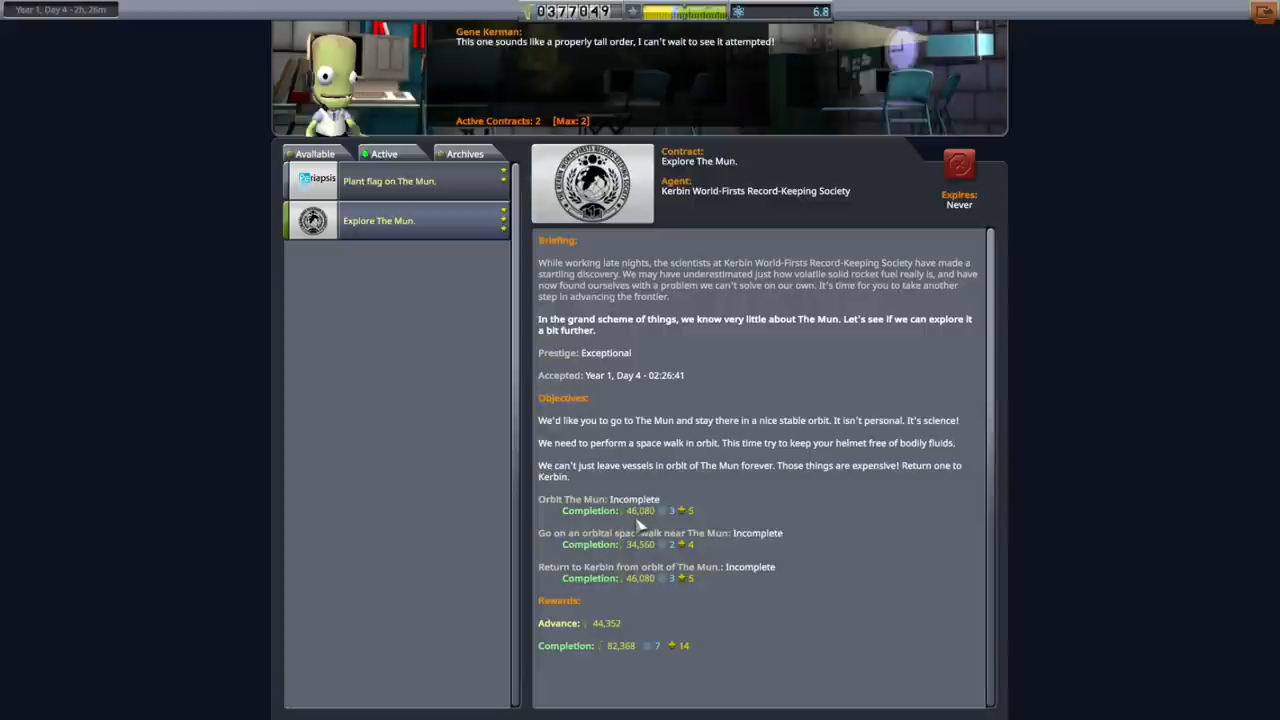 Year 1, Day 4 - 2h, 26m
0377049
6.8
Gene Kerman:
This one sounds like a properly tall order, I can't wait to see it attempted!
Active Contracts: 2 [Max: 2]
Available
Active
Archives
Periapsis
Plant flag on The Mun.
Explore The Mun.
Contract:
Explore The Mun.
Agent:
Kerbin World-Firsts Record-Keeping Society
Expires:
Never
Briefing:
While working late nights, the scientists at Kerbin World-Firsts Record-Keeping Society have made a
startling discovery. We may have underestimated just how volatile solid rocket fuel really is, and have
now found ourselves with a problem we can't solve on our own. It's time for you to take another
step in advancing the frontier.
In the grand scheme of things, we know very little about The Mun. Let's see if we can explore it
a bit further.
Prestige: Exceptional
Accepted: Year 1, Day 4 - 02:26:41
Objectives:
We'd like you to go to The Mun and stay there in a nice stable orbit. It isn't personal. It's science!
We need to perform a space walk in orbit. This time try to keep your helmet free of bodily fluids.
We can't just leave vessels in orbit of The Mun forever. Those things are expensive! Return one to
Kerbin.
Orbit The Mun: Incomplete
Completion: 46,080 3 5
Go on an orbital space walk near The Mun: Incomplete
Completion: 34,560 2 4
Return to Kerbin from orbit of The Mun.: Incomplete
Completion: 46,080 3 5
Rewards:
Advance: 44,352
Completion: 82,368 7 14